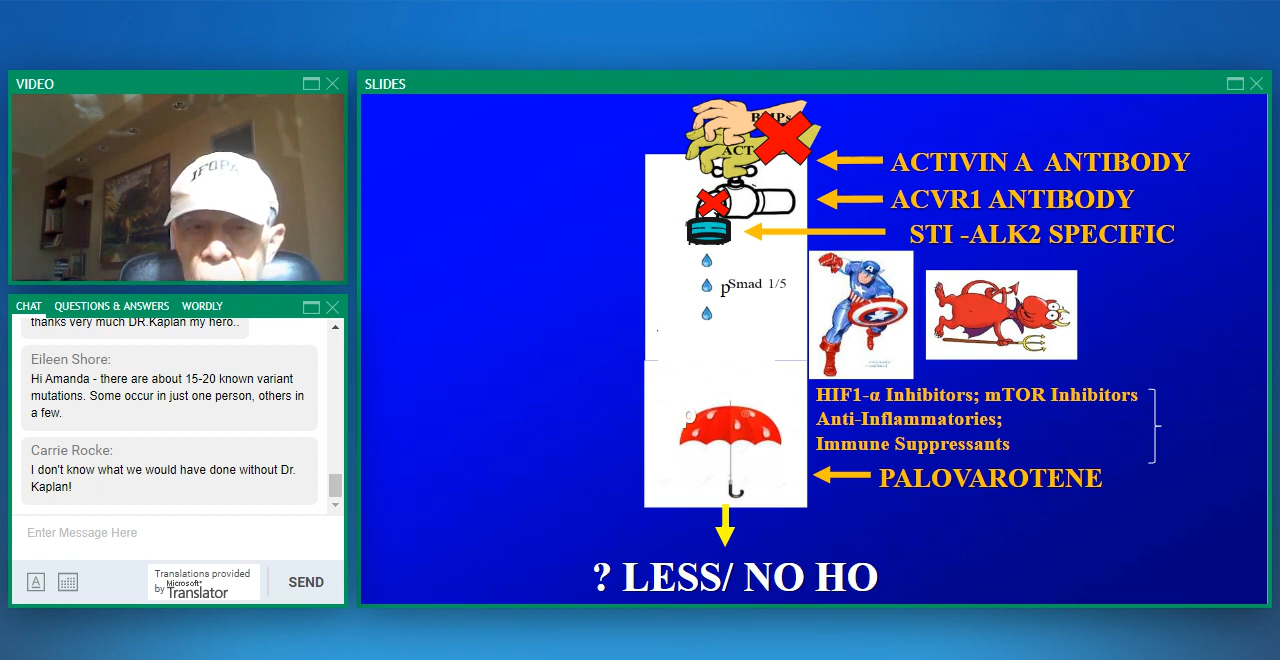 VIDEO
IFOPA
CHAT QUESTIONS & ANSWERS WORDLY
thanks very much DR.Kaplan my hero..
Eileen Shore:
Hi Amanda - there are about 15-20 known variant
mutations. Some occur in just one person, others in
a few.
Carrie Rocke:
I don't know what we would have done without Dr.
Kaplan!
Enter Message Here
A
Translations provided
by Microsoft®
Translator
SEND
SLIDES
ACT
ACTIVIN A ANTIBODY
ACVR1 ANTIBODY
STI -ALK2 SPECIFIC
A
pSmad 1/5
HIF1-α Inhibitors; mTOR Inhibitors
Anti-Inflammatories;
Immune Suppressants
PALOVAROTENE
? LESS/ NO HO